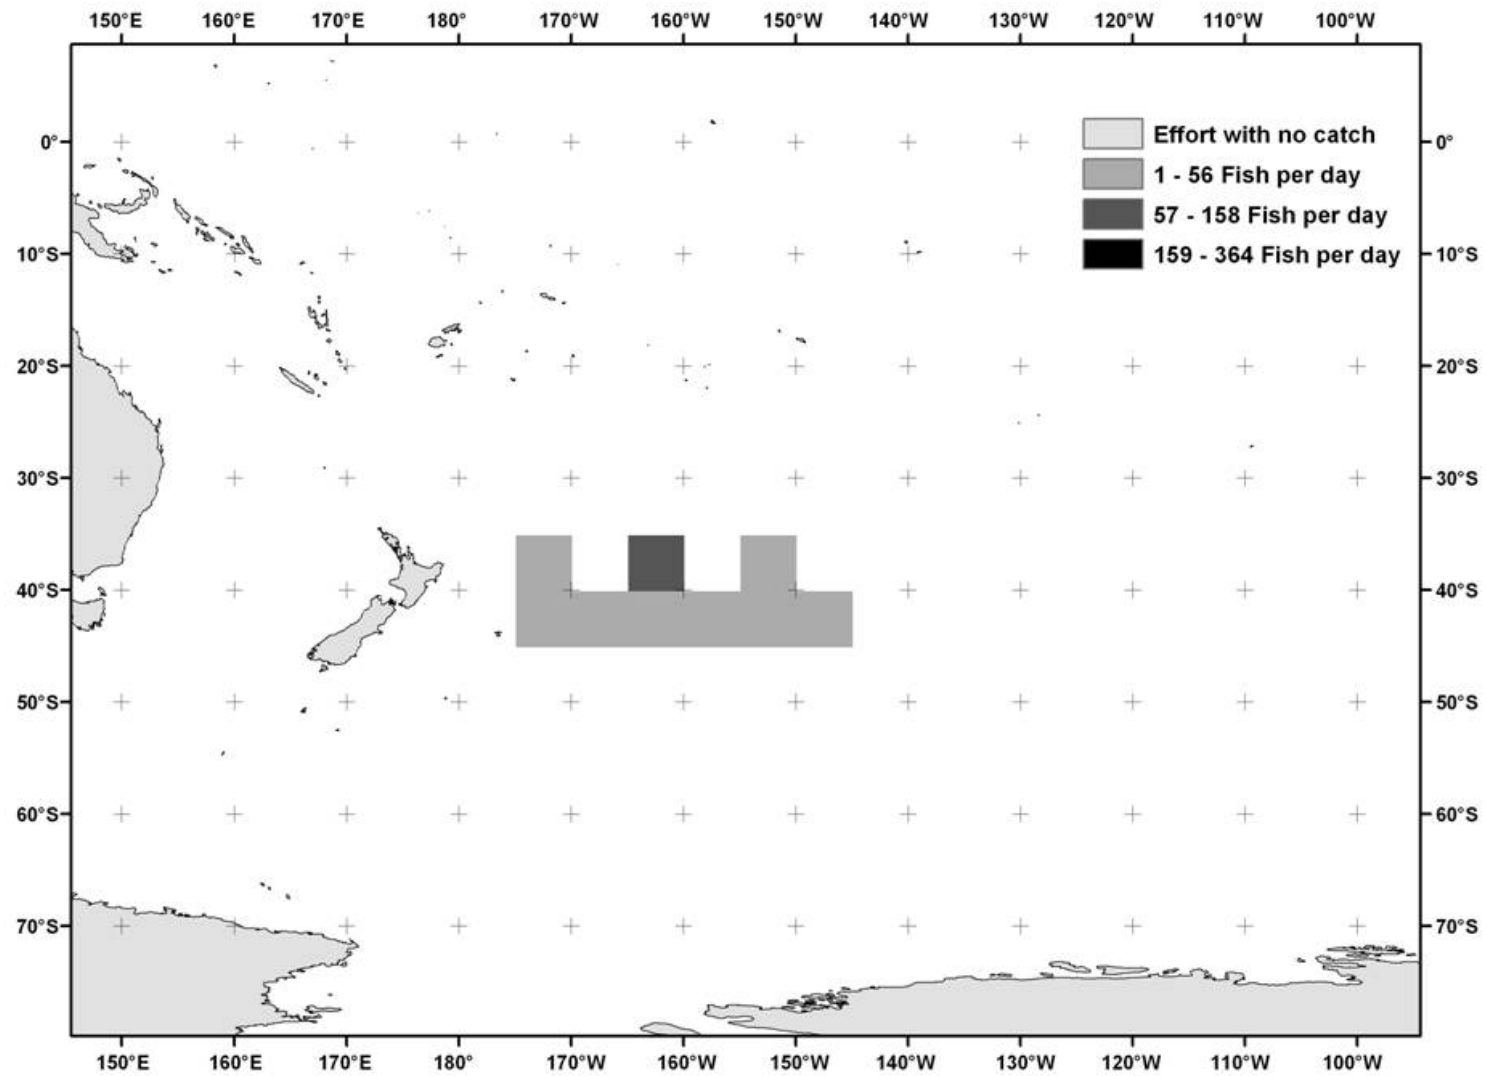 150°E 160°E 170°E 180° 170°W 160°W 150°W 140°W 130°W 120°W 110°W 100°W
Effort with no catch
0° 0°
1 - 56 Fish per day
57 - 158 Fish per day
10°S 159 - 364 Fish per day 10°S
20°S 20°S
30°S 30°S
40°S 40°S
50°S 50°S
60°S 60°S
70°S 70°S
150°E 160°E 170°E 180° 170°W 160°W 150°W 140°W 130°W 120°W 110°W 100°W